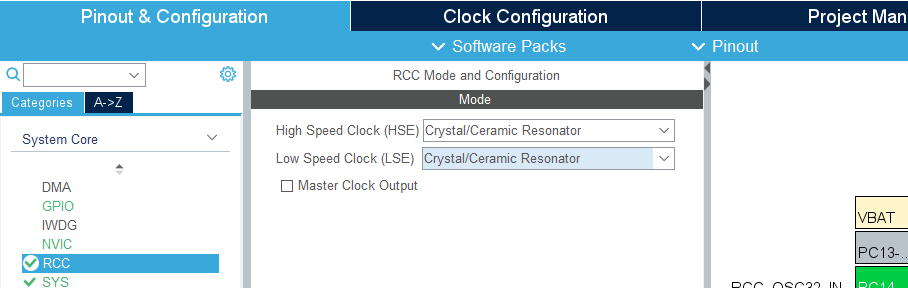 Pinout & Configuration
Clock Configuration
Project Man
Software Packs
Pinout
RCC Mode and Configuration
Categories
A->Z
Mode
System Core
High Speed Clock (HSE) Crystal/Ceramic Resonator
Low Speed Clock (LSE) Crystal/Ceramic Resonator
Master Clock Output
DMA
GPIO
IWDG
NVIC
RCC
SYS
VBAT
PC13-..
RCC_OSC32_IN
PC14